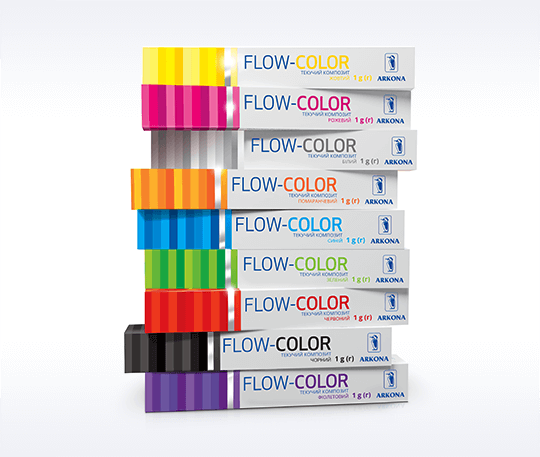 FLOW-COLOR
ТЕКУЧИЙ КОМПОЗИТ
ЖОВТИЙ 1 g (г)
ARKONA
FLOW-COLOR
ТЕКУЧИЙ КОМПОЗИТ
РОЖЕВИЙ 1 g (г)
ARKONA
FLOW-COLOR
ТЕКУЧИЙ КОМПОЗИТ
БІЛИЙ 1 g (г)
ARKONA
FLOW-COLOR
ТЕКУЧИЙ КОМПОЗИТ
ПОМАРАНЧЕВИЙ 1 g (г)
ARKONA
FLOW-COLOR
ТЕКУЧИЙ КОМПОЗИТ
СИНІЙ 1 g (г)
ARKONA
FLOW-COLOR
ТЕКУЧИЙ КОМПОЗИТ
ЗЕЛЕНИЙ 1 g (г)
ARKONA
FLOW-COLOR
ТЕКУЧИЙ КОМПОЗИТ
ЧЕРВОНИЙ 1 g (г)
ARKONA
FLOW-COLOR
ТЕКУЧИЙ КОМПОЗИТ
ЧОРНИЙ 1 g (г)
ARKONA
FLOW-COLOR
ТЕКУЧИЙ КОМПОЗИТ
ФІОЛЕТОВИЙ 1 g (г)
ARKONA